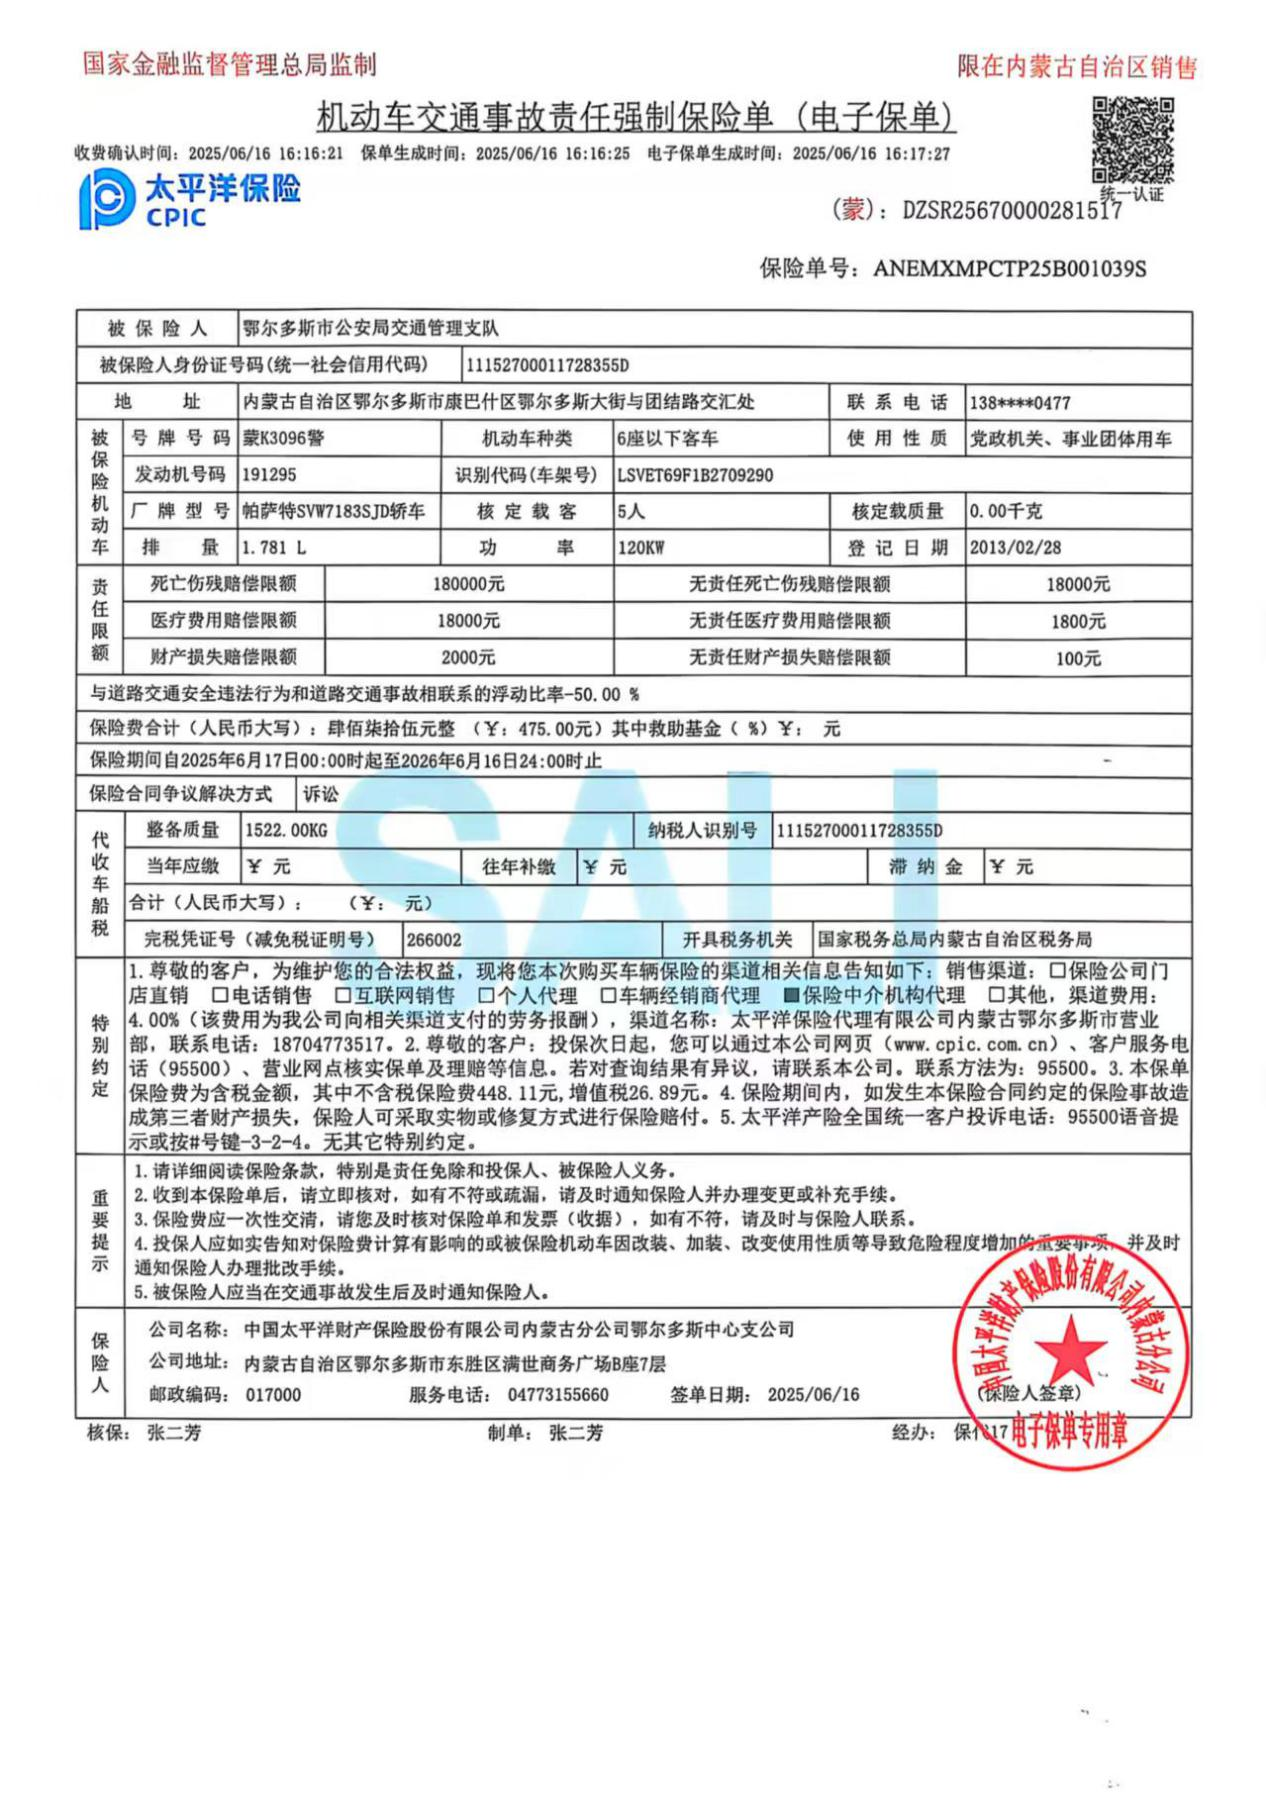 国家金融监督管理总局监制
限在内蒙古自治区销售
机动车交通事故责任强制保险单（电子保单）
收费确认时间：2025/06/16 16:16:21 保单生成时间：2025/06/16 16:16:25 电子保单生成时间：2025/06/16 16:17:27
统一认证
太平洋保险
CPIC
（蒙）：DZSR25670000281517
保险单号：ANEMXMPCTP25B001039S
被保险人 鄂尔多斯市公安局交通管理支队
被保险人身份证号码(统一社会信用代码) 11152700011728355D
地 址 内蒙古自治区鄂尔多斯市康巴什区鄂尔多斯大街与团结路交汇处 联系电话 138****0477
被保险机动车
号牌号码 蒙K3096警 机动车种类 6座以下客车 使用性质 党政机关、事业团体用车
发动机号码 191295 识别代码(车架号) LSVET69F1B2709290
厂牌型号 帕萨特SVW7183SJD轿车 核定载客 5人 核定载质量 0.00千克
排 量 1.781 L 功 率 120KW 登记日期 2013/02/28
责任限额
死亡伤残赔偿限额 180000元 无责任死亡伤残赔偿限额 18000元
医疗费用赔偿限额 18000元 无责任医疗费用赔偿限额 1800元
财产损失赔偿限额 2000元 无责任财产损失赔偿限额 100元
与道路交通安全违法行为和道路交通事故相联系的浮动比率-50.00 %
保险费合计（人民币大写）：肆佰柒拾伍元整 （￥：475.00元）其中救助基金（ %）￥： 元
保险期间自2025年6月17日00:00时起至2026年6月16日24:00时止
保险合同争议解决方式 诉讼
代收车船税
整备质量 1522.00KG 纳税人识别号 11152700011728355D
当年应缴 ￥ 元 往年补缴 ￥ 元 滞纳金 ￥ 元
合计（人民币大写）： （￥： 元）
完税凭证号（减免税证明号） 266002 开具税务机关 国家税务总局内蒙古自治区税务局
SALI
特别约定
1.尊敬的客户，为维护您的合法权益，现将您本次购买车辆保险的渠道相关信息告知如下：销售渠道：□保险公司门
店直销 □电话销售 □互联网销售 □个人代理 □车辆经销商代理 ■保险中介机构代理 □其他，渠道费用：
4.00%（该费用为我公司向相关渠道支付的劳务报酬），渠道名称：太平洋保险代理有限公司内蒙古鄂尔多斯市营业
部，联系电话：18704773517。2.尊敬的客户：投保次日起，您可以通过本公司网页（www.cpic.com.cn）、客户服务电
话（95500）、营业网点核实保单及理赔等信息。若对查询结果有异议，请联系本公司。联系方法为：95500。3.本保单
保险费为含税金额，其中不含税保险费448.11元,增值税26.89元。4.保险期间内，如发生本保险合同约定的保险事故造
成第三者财产损失，保险人可采取实物或修复方式进行保险赔付。5.太平洋产险全国统一客户投诉电话：95500语音提
示或按#号键-3-2-4。无其它特别约定。
重要提示
1.请详细阅读保险条款，特别是责任免除和投保人、被保险人义务。
2.收到本保险单后，请立即核对，如有不符或疏漏，请及时通知保险人并办理变更或补充手续。
3.保险费应一次性交清，请您及时核对保险单和发票（收据），如有不符，请及时与保险人联系。
4.投保人应如实告知对保险费计算有影响的或被保险机动车因改装、加装、改变使用性质等导致危险程度增加的重要事项，并及时
通知保险人办理批改手续。
5.被保险人应当在交通事故发生后及时通知保险人。
保险人
公司名称：中国太平洋财产保险股份有限公司内蒙古分公司鄂尔多斯中心支公司
公司地址：内蒙古自治区鄂尔多斯市东胜区满世商务广场B座7层
邮政编码：017000 服务电话：04773155660 签单日期：2025/06/16 （保险人签章）
中国太平洋财产保险股份有限公司内蒙古分公司
电子保单专用章
核保：张二芳 制单：张二芳 经办：保代17